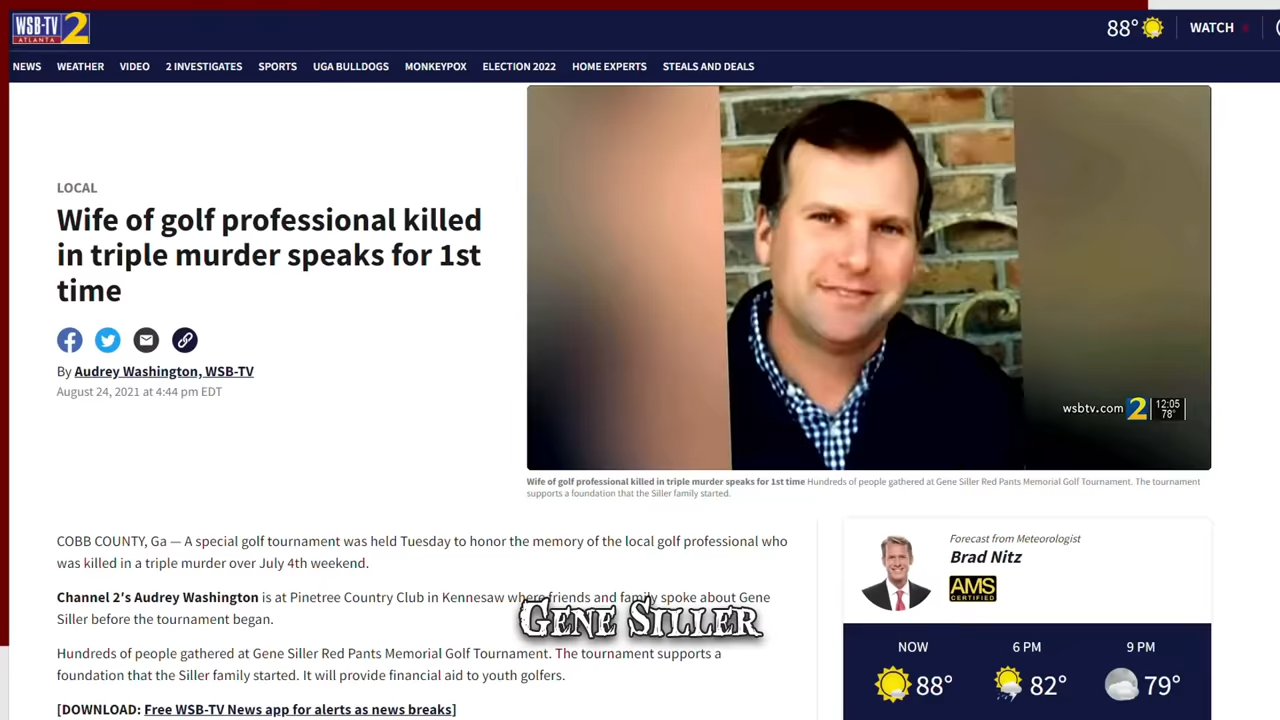 WSB-TV 2
ATLANTA
88°
WATCH
NEWS WEATHER VIDEO 2 INVESTIGATES SPORTS UGA BULLDOGS MONKEYPOX ELECTION 2022 HOME EXPERTS STEALS AND DEALS
LOCAL
Wife of golf professional killed
in triple murder speaks for 1st
time
By Audrey Washington, WSB-TV
August 24, 2021 at 4:44 pm EDT
wsbtv.com 2 12:05
78°
Wife of golf professional killed in triple murder speaks for 1st time Hundreds of people gathered at Gene Siller Red Pants Memorial Golf Tournament. The tournament
supports a foundation that the Siller family started.
COBB COUNTY, Ga — A special golf tournament was held Tuesday to honor the memory of the local golf professional who
was killed in a triple murder over July 4th weekend.
Channel 2's Audrey Washington is at Pinetree Country Club in Kennesaw where friends and family spoke about Gene
Siller before the tournament began.
GENE SILLER
Hundreds of people gathered at Gene Siller Red Pants Memorial Golf Tournament. The tournament supports a
foundation that the Siller family started. It will provide financial aid to youth golfers.
[DOWNLOAD: Free WSB-TV News app for alerts as news breaks]
Forecast from Meteorologist
Brad Nitz
AMS
CERTIFIED
NOW 6 PM 9 PM
88° 82° 79°